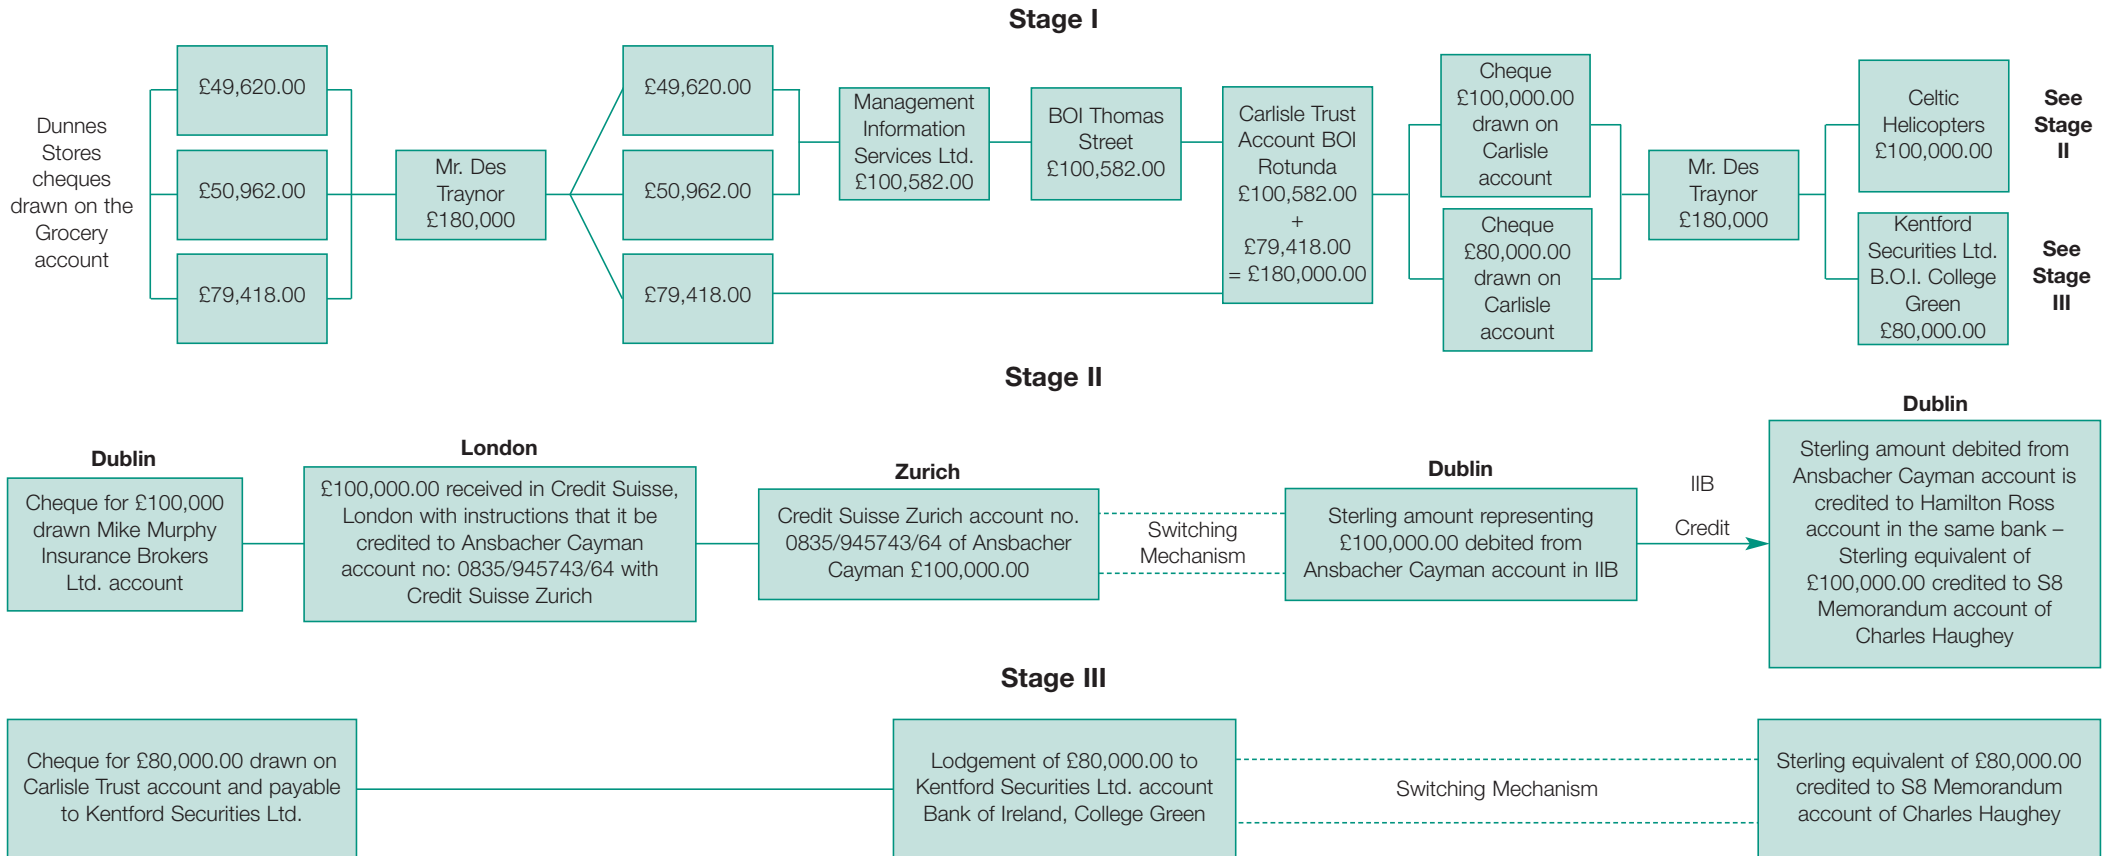 Stage I
Dunnes
Stores
cheques
drawn on the
Grocery
account
£49,620.00
£50,962.00
£79,418.00
Mr. Des
Traynor
£180,000
£49,620.00
£50,962.00
£79,418.00
Management
Information
Services Ltd.
£100,582.00
BOI Thomas
Street
£100,582.00
Carlisle Trust
Account BOI
Rotunda
£100,582.00
+
£79,418.00
= £180,000.00
Cheque
£100,000.00
drawn on
Carlisle
account
Cheque
£80,000.00
drawn on
Carlisle
account
Mr. Des
Traynor
£180,000
Celtic
Helicopters
£100,000.00
See
Stage
II
Kentford
Securities Ltd.
B.O.I. College
Green
£80,000.00
See
Stage
III
Stage II
Dublin
Cheque for £100,000
drawn Mike Murphy
Insurance Brokers
Ltd. account
London
£100,000.00 received in Credit Suisse,
London with instructions that it be
credited to Ansbacher Cayman
account no: 0835/945743/64 with
Credit Suisse Zurich
Zurich
Credit Suisse Zurich account no.
0835/945743/64 of Ansbacher
Cayman £100,000.00
Switching
Mechanism
Dublin
Sterling amount representing
£100,000.00 debited from
Ansbacher Cayman account in IIB
IIB
Credit
Dublin
Sterling amount debited from
Ansbacher Cayman account is
credited to Hamilton Ross
account in the same bank –
Sterling equivalent of
£100,000.00 credited to S8
Memorandum account of
Charles Haughey
Stage III
Cheque for £80,000.00 drawn on
Carlisle Trust account and payable
to Kentford Securities Ltd.
Lodgement of £80,000.00 to
Kentford Securities Ltd. account
Bank of Ireland, College Green
Switching Mechanism
Sterling equivalent of £80,000.00
credited to S8 Memorandum
account of Charles Haughey